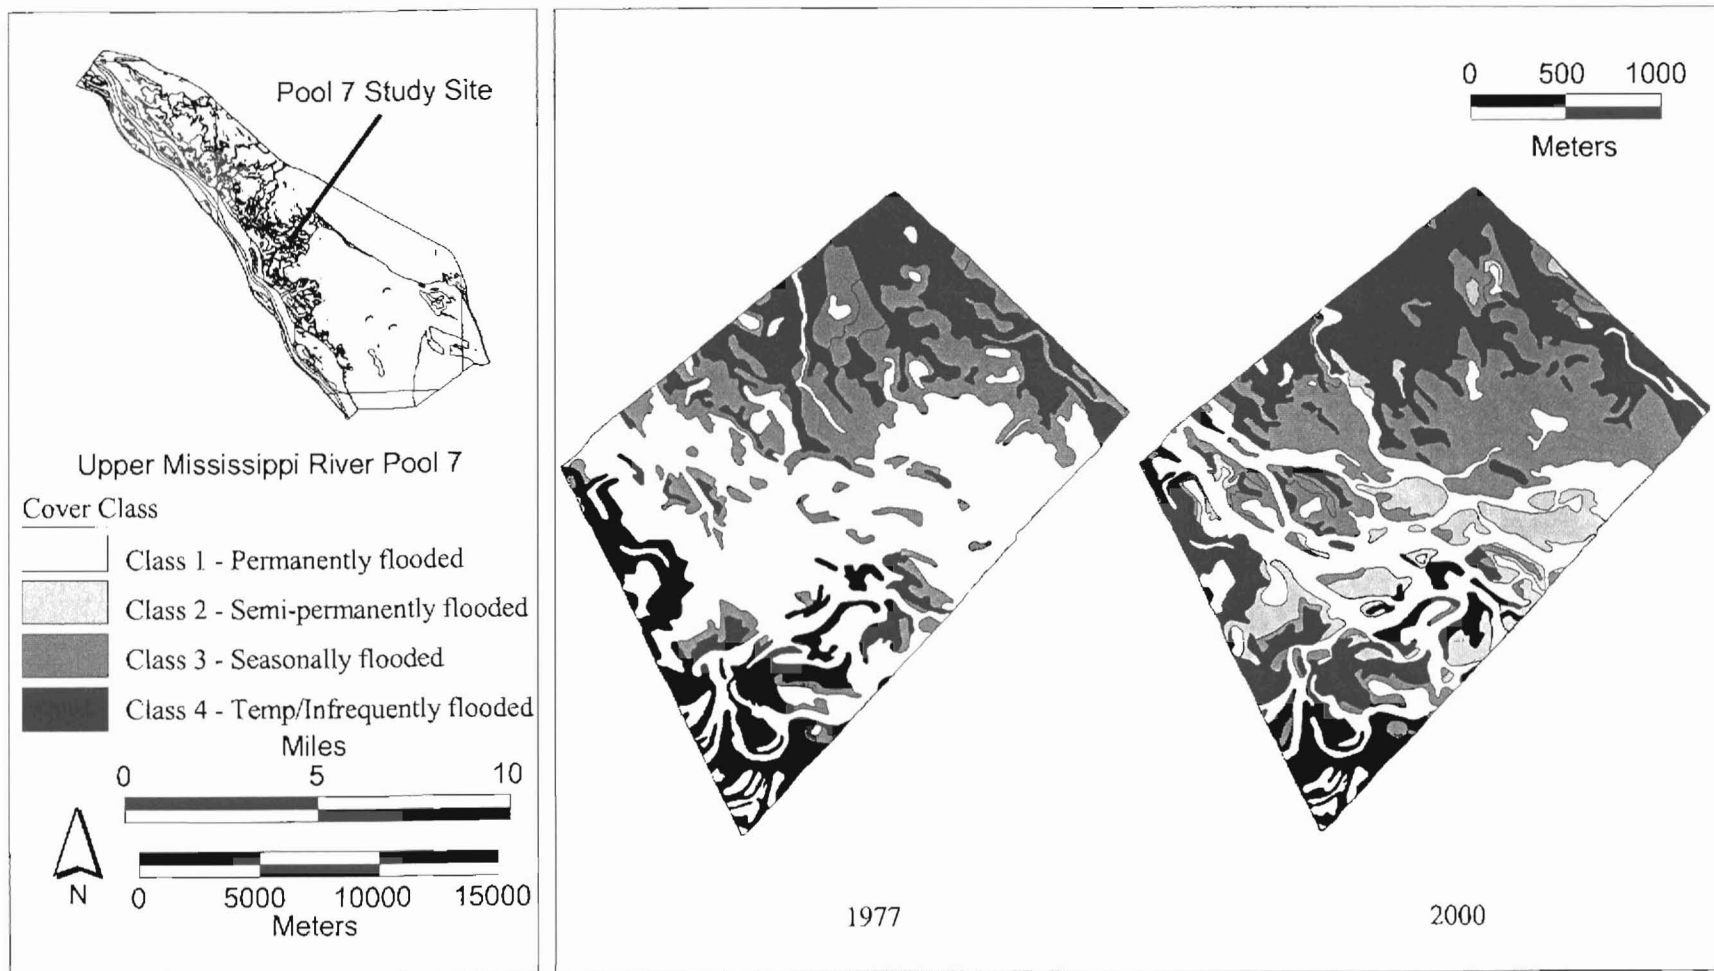 Pool 7 Study Site
Upper Mississippi River Pool 7
Cover Class
Class 1 - Permanently flooded
Class 2 - Semi-permanently flooded
Class 3 - Seasonally flooded
Class 4 - Temp/Infrequently flooded
Miles
0 5 10
N
0 5000 10000 15000
Meters
0 500 1000
Meters
1977
2000